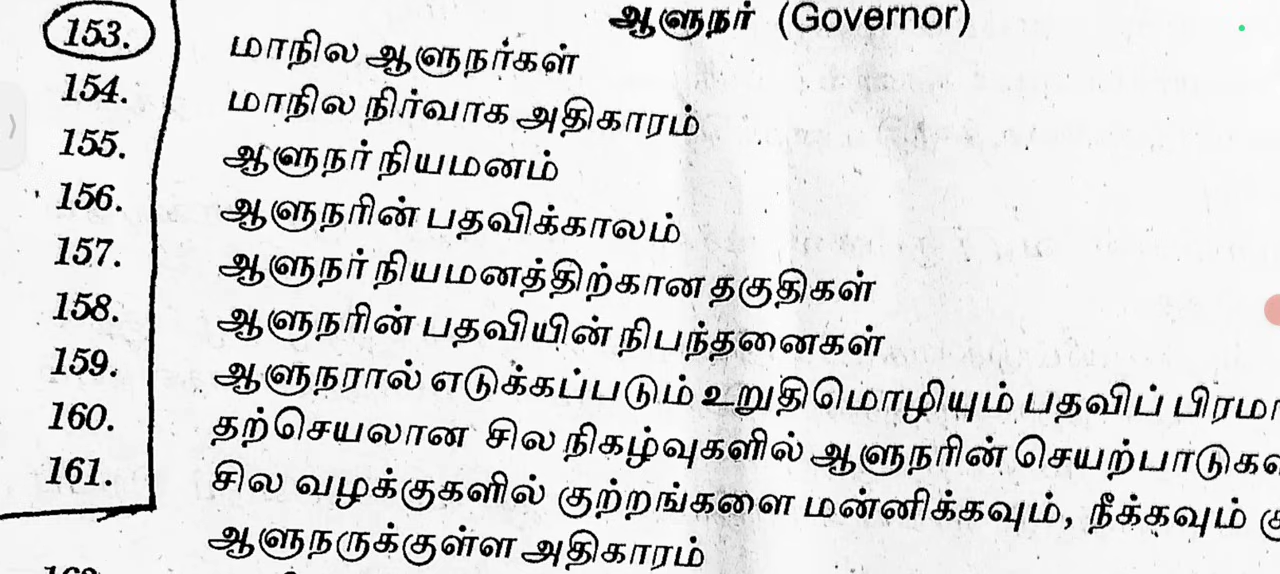 ஆளுநர் (Governor)
153. மாநில ஆளுநர்கள்
154. மாநில நிர்வாக அதிகாரம்
155. ஆளுநர் நியமனம்
156. ஆளுநரின் பதவிக்காலம்
157. ஆளுநர் நியமனத்திற்கான தகுதிகள்
158. ஆளுநரின் பதவியின் நிபந்தனைகள்
159. ஆளுநரால் எடுக்கப்படும் உறுதிமொழியும் பதவிப்
160. தற்செயலான சில நிகழ்வுகளில் ஆளுநரின்
161. சில வழக்குகளில் குற்றங்களை மன்னிக்கவும், நீக்கவும்
ஆளுநருக்குள்ள அதிகாரம்